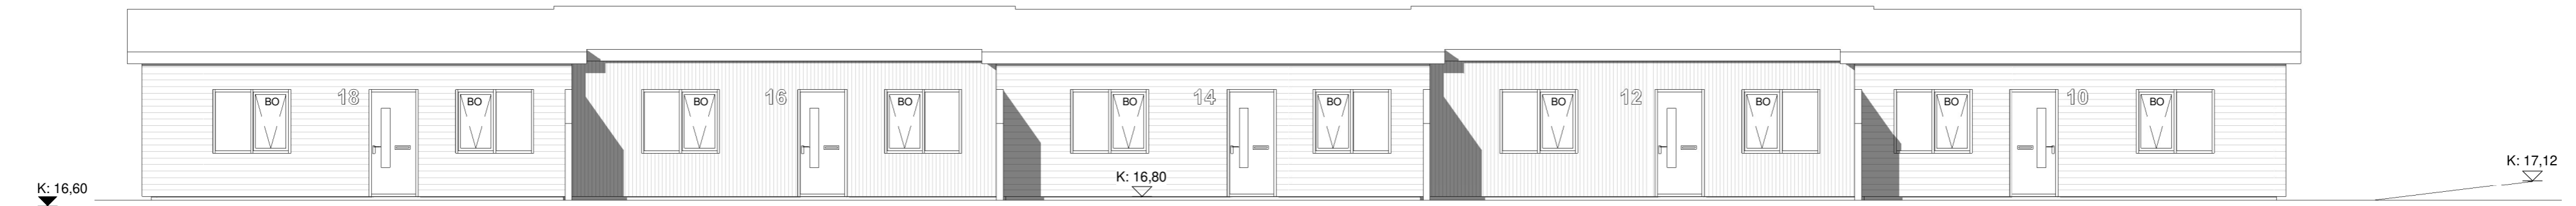 BO 18 BO BO 16 BO BO 14 BO BO 12 BO BO 10 BO
K: 16,60 K: 16,80 K: 17,12